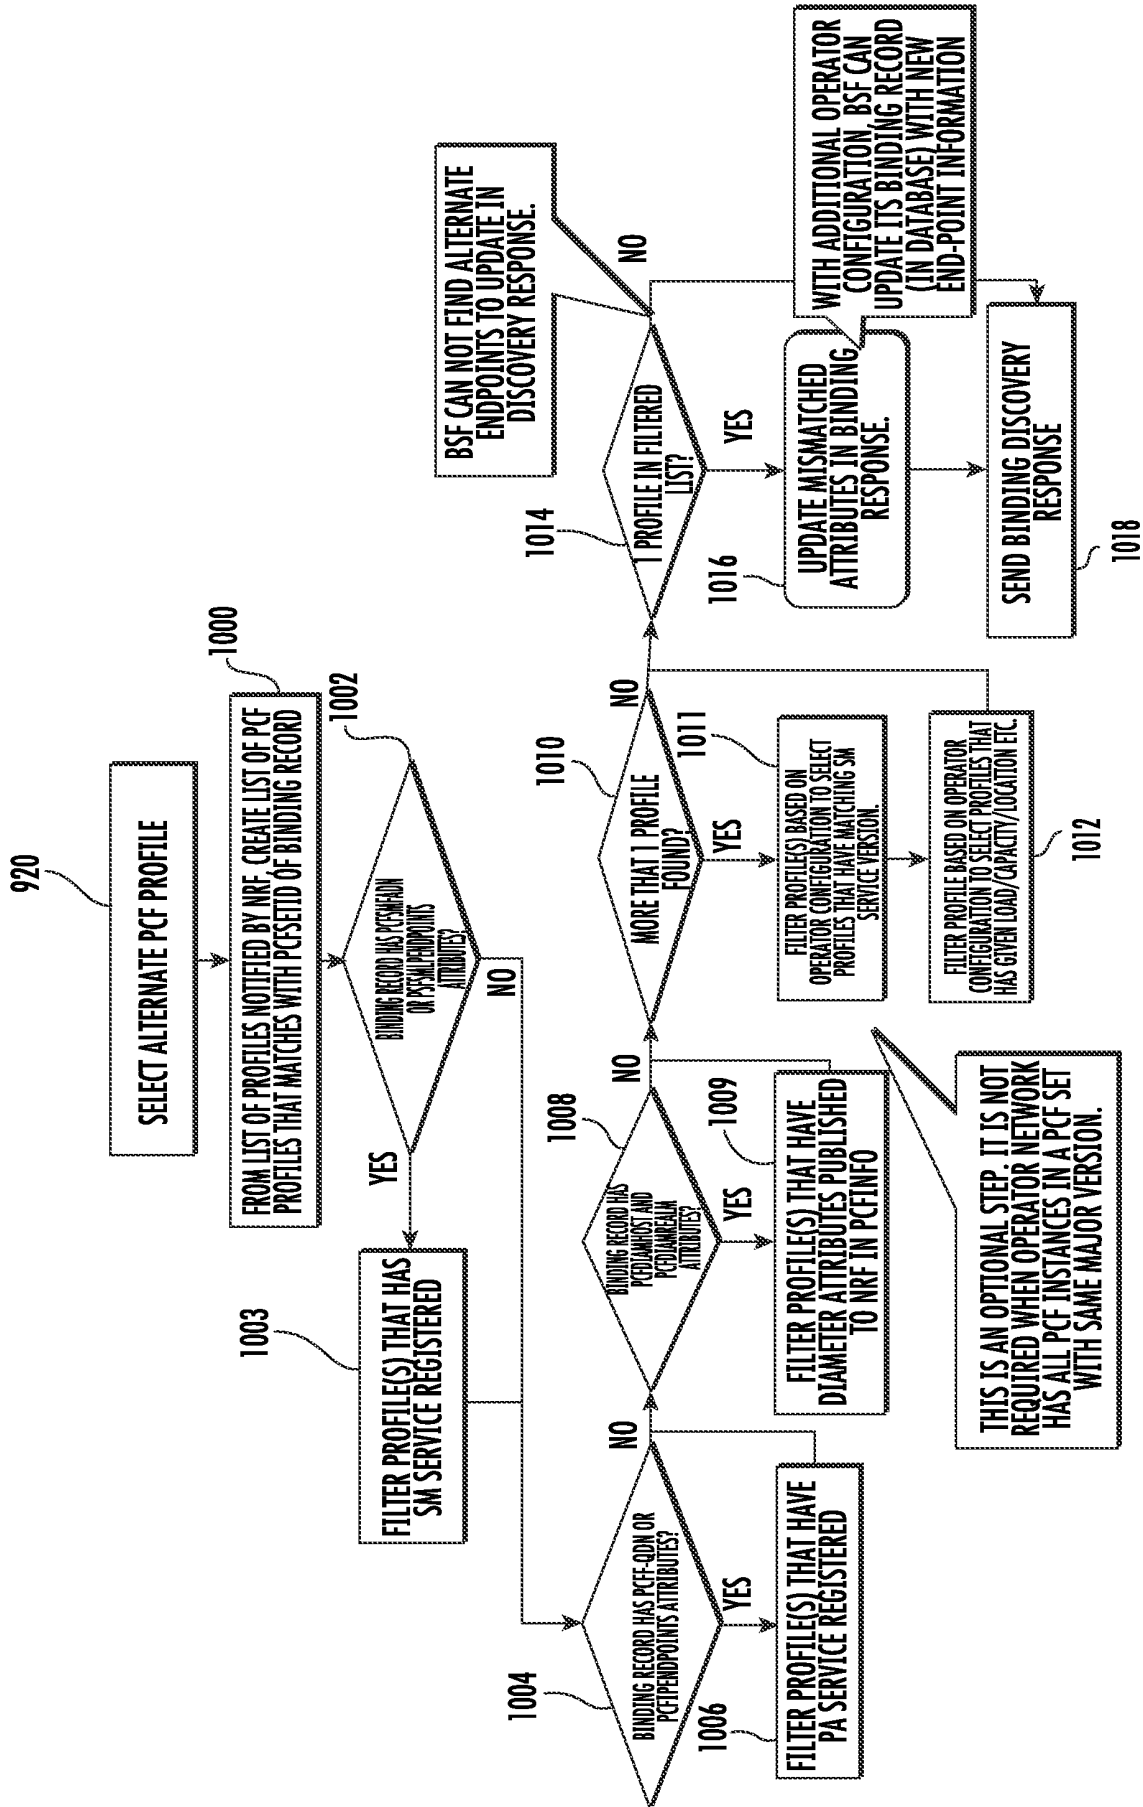 920
SELECT ALTERNATE PCF PROFILE
1000
FROM LIST OF PROFILES NOTIFIED BY NRF, CREATE LIST OF PCF
PROFILES THAT MATCHES WITH PCFSETID OF BINDING RECORD
1002
BINDING RECORD HAS PCFSMFADN
OR PSFSMLPENDPOINTS
ATTRIBUTES?
YES
NO
1003
FILTER PROFILE(S) THAT HAS
SM SERVICE REGISTERED
1004
BINDING RECORD HAS PCFF-QDN OR
PCFIPENDPOINTS ATTRIBUTES?
NO
YES
1006
FILTER PROFILE(S) THAT HAVE
PA SERVICE REGISTERED
1008
BINDING RECORD HAS
PCFDIAMHOST AND
PCFDIAMREALM
ATTRIBUTES?
NO
YES
1009
FILTER PROFILE(S) THAT HAVE
DIAMETER ATTRIBUTES PUBLISHED
TO NRF IN PCFINFO
1010
MORE THAT 1 PROFILE
FOUND?
NO
YES
1011
FILTER PROFILE(S) BASED ON
OPERATOR CONFIGURATION TO SELECT
PROFILES THAT HAVE MATCHING SM
SERVICE VERSION.
FILTER PROFILE BASED ON OPERATOR
CONFIGURATION TO SELECT PROFILES THAT
HAS GIVEN LOAD/CAPACITY/LOCATION ETC.
1012
THIS IS AN OPTIONAL STEP. IT IS NOT
REQUIRED WHEN OPERATOR NETWORK
HAS ALL PCF INSTANCES IN A PCF SET
WITH SAME MAJOR VERSION.
1014
1 PROFILE IN FILTERED
LIST?
NO
YES
BSF CAN NOT FIND ALTERNATE
ENDPOINTS TO UPDATE IN
DISCOVERY RESPONSE.
1016
UPDATE MISMATCHED
ATTRIBUTES IN BINDING
RESPONSE.
WITH ADDITIONAL OPERATOR
CONFIGURATION, BSF CAN
UPDATE ITS BINDING RECORD
(IN DATABASE) WITH NEW
END-POINT INFORMATION
SEND BINDING DISCOVERY
RESPONSE
1018